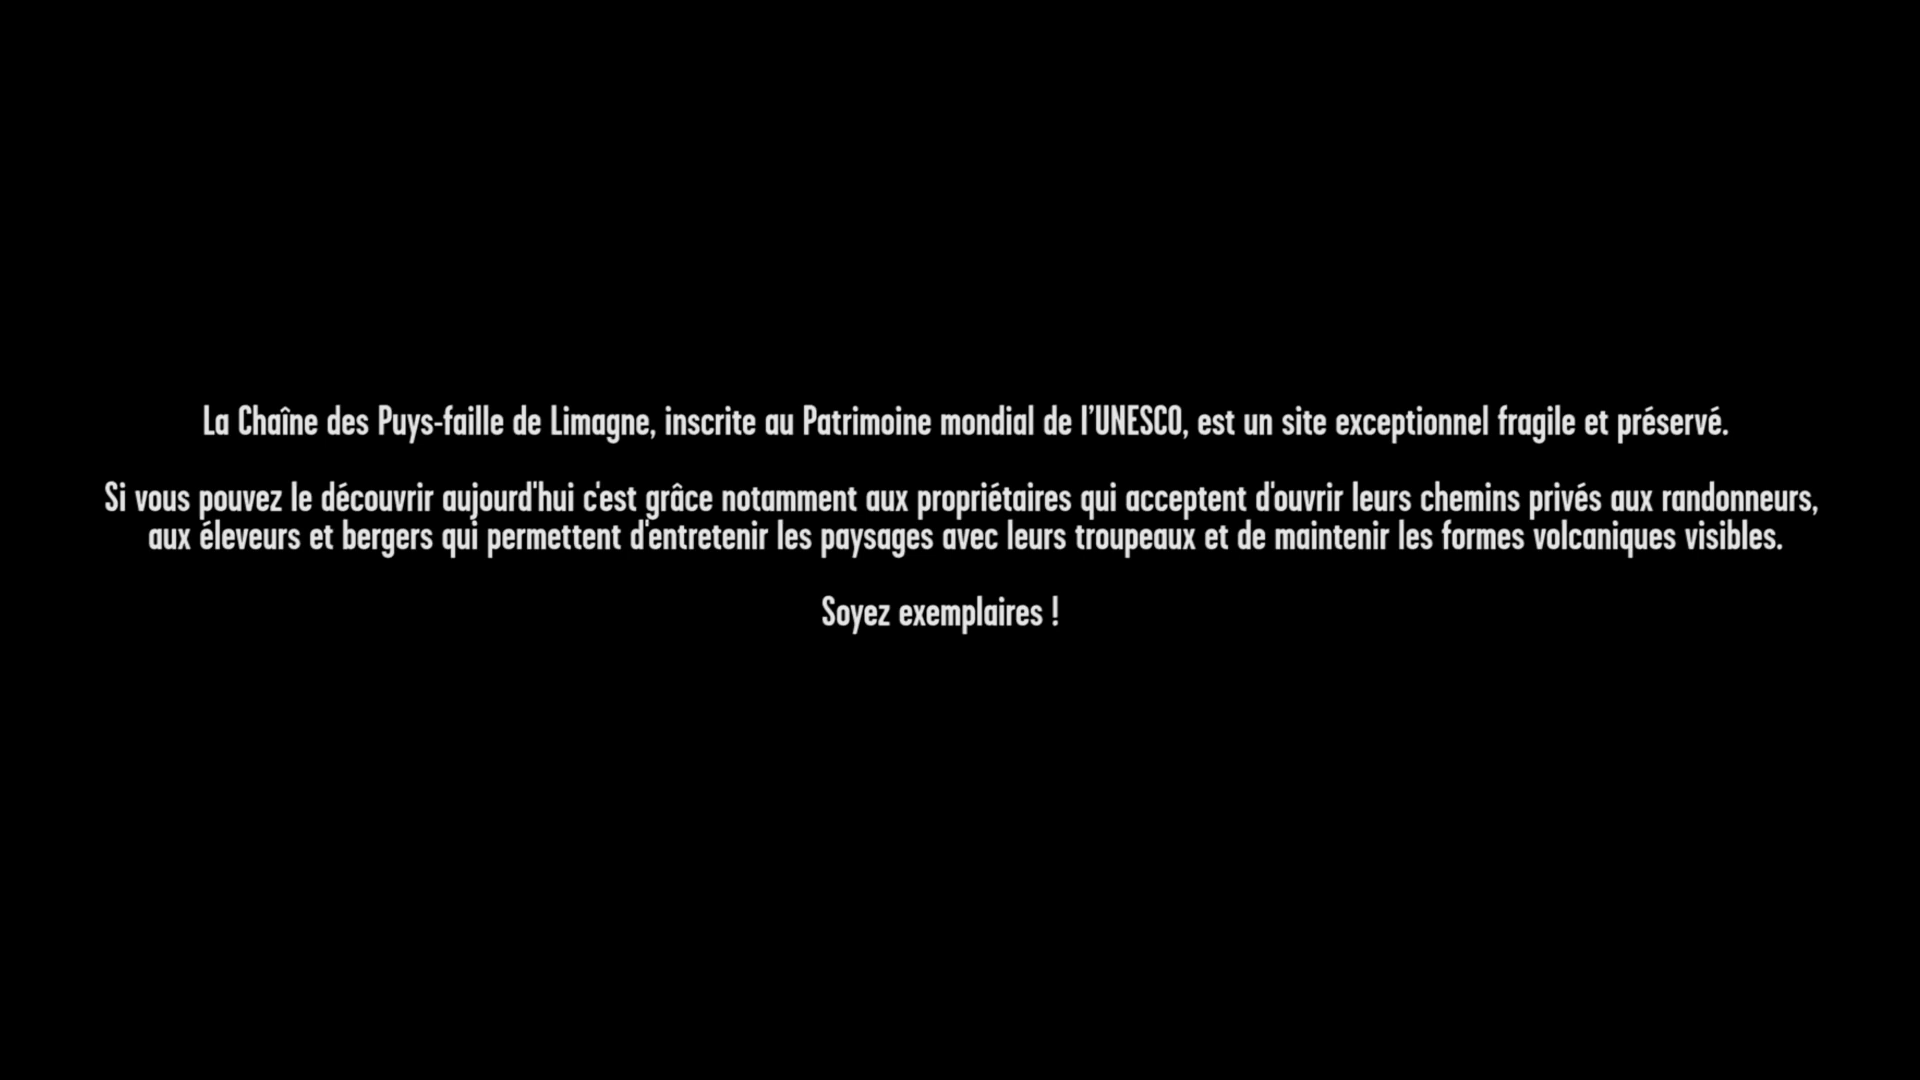 La Chaîne des Puys-faille de Limagne, inscrite au Patrimoine mondial de l’UNESCO, est un site exceptionnel fragile et préservé.
Si vous pouvez le découvrir aujourd'hui c'est grâce notamment aux propriétaires qui acceptent d'ouvrir leurs chemins privés aux randonneurs,
aux éleveurs et bergers qui permettent d'entretenir les paysages avec leurs troupeaux et de maintenir les formes volcaniques visibles.
Soyez exemplaires !